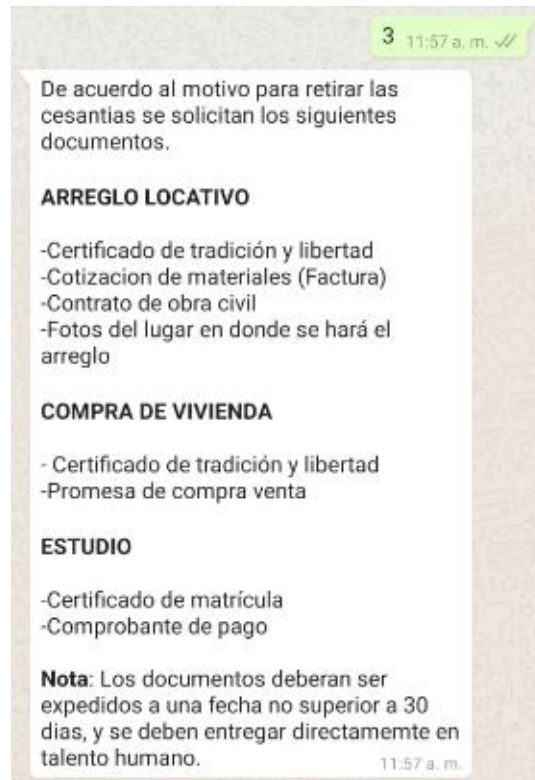 3 11:57 a. m.
De acuerdo al motivo para retirar las
cesantias se solicitan los siguientes
documentos.
ARREGLO LOCATIVO
-Certificado de tradición y libertad
-Cotizacion de materiales (Factura)
-Contrato de obra civil
-Fotos del lugar en donde se hará el
arreglo
COMPRA DE VIVIENDA
- Certificado de tradición y libertad
-Promesa de compra venta
ESTUDIO
-Certificado de matrícula
-Comprobante de pago
Nota: Los documentos deberan ser
expedidos a una fecha no superior a 30
dias, y se deben entregar directamemte en
talento humano.
11:57 a. m.